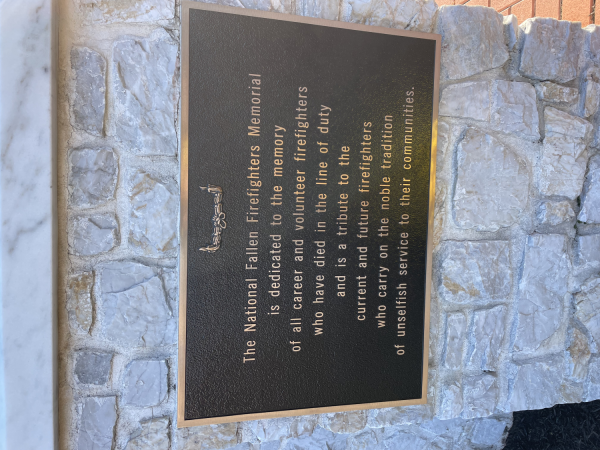 The National Fallen Firefighters Memorial
is dedicated to the memory
of all career and volunteer firefighters
who have died in the line of duty
and is a tribute to the
current and future firefighters
who carry on the noble tradition
of unselfish service to their communities.